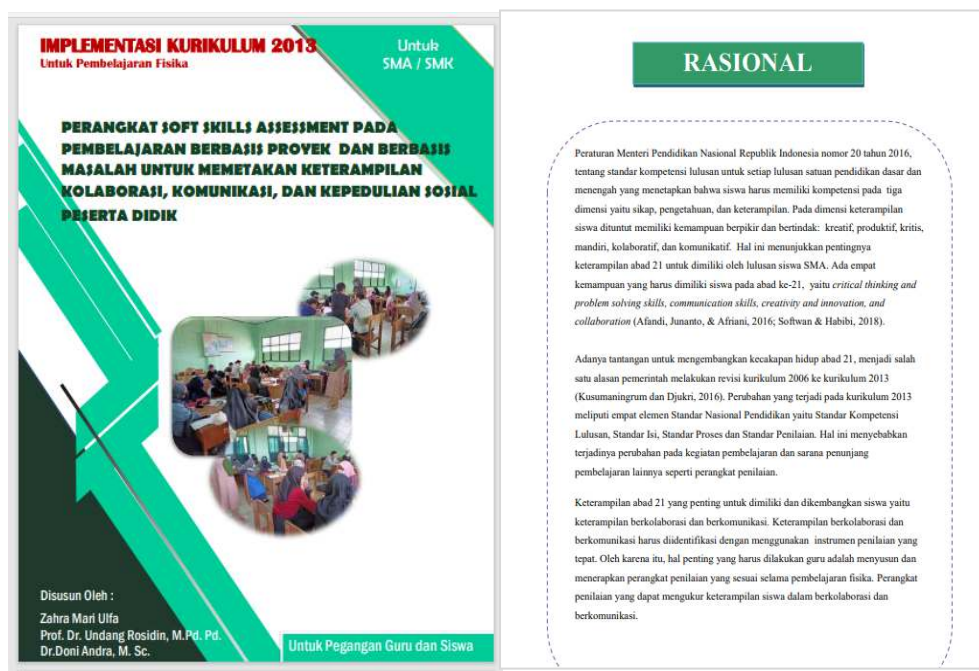 IMPLEMENTASI KURIKULUM 2013
Untuk Pembelajaran Fisika
Untuk
SMA / SMK
PERANGKAT SOFT SKILLS ASSESSMENT PADA
PEMBELAJARAN BERBASIS PROYEK DAN BERBASIS
MASALAH UNTUK MEMETAKAN KETERAMPILAN
KOLABORASI, KOMUNIKASI, DAN KEPEDULIAN SOSIAL
PESERTA DIDIK
Disusun Oleh :
Zahra Mari Ulfa
Prof. Dr. Undang Rosidin, M.Pd. Pd.
Dr.Doni Andra, M. Sc.
Untuk Pegangan Guru dan Siswa
RASIONAL
Peraturan Menteri Pendidikan Nasional Republik Indonesia nomor 20 tahun 2016,
tentang standar kompetensi lulusan untuk setiap lulusan satuan pendidikan dasar dan
menengah yang menetapkan bahwa siswa harus memiliki kompetensi pada tiga
dimensi yaitu sikap, pengetahuan, dan keterampilan. Pada dimensi keterampilan
siswa dituntut memiliki kemampuan berpikir dan bertindak: kreatif, produktif, kritis,
mandiri, kolaboratif, dan komunikatif. Hal ini menunjukkan pentingnya
keterampilan abad 21 untuk dimiliki oleh lulusan siswa SMA. Ada empat
kemampuan yang harus dimiliki siswa pada abad ke-21, yaitu critical thinking and
problem solving skills, communication skills, creativity and innovation, and
collaboration (Afandi, Junanto, & Afriani, 2016; Softwan & Habibi, 2018).
Adanya tantangan untuk mengembangkan kecakapan hidup abad 21, menjadi salah
satu alasan pemerintah melakukan revisi kurikulum 2006 ke kurikulum 2013
(Kusumaningrum dan Djukri, 2016). Perubahan yang terjadi pada kurikulum 2013
meliputi empat elemen Standar Nasional Pendidikan yaitu Standar Kompetensi
Lulusan, Standar Isi, Standar Proses dan Standar Penilaian. Hal ini menyebabkan
terjadinya perubahan pada kegiatan pembelajaran dan sarana penunjang
pembelajaran lainnya seperti perangkat penilaian.
Keterampilan abad 21 yang penting untuk dimiliki dan dikembangkan siswa yaitu
keterampilan berkolaborasi dan berkomunikasi. Keterampilan berkolaborasi dan
berkomunikasi harus diidentifikasi dengan menggunakan instrumen penilaian yang
tepat. Oleh karena itu, hal penting yang harus dilakukan guru adalah menyusun dan
menerapkan perangkat penilaian yang sesuai selama pembelajaran fisika. Perangkat
penilaian yang dapat mengukur keterampilan siswa dalam berkolaborasi dan
berkomunikasi.